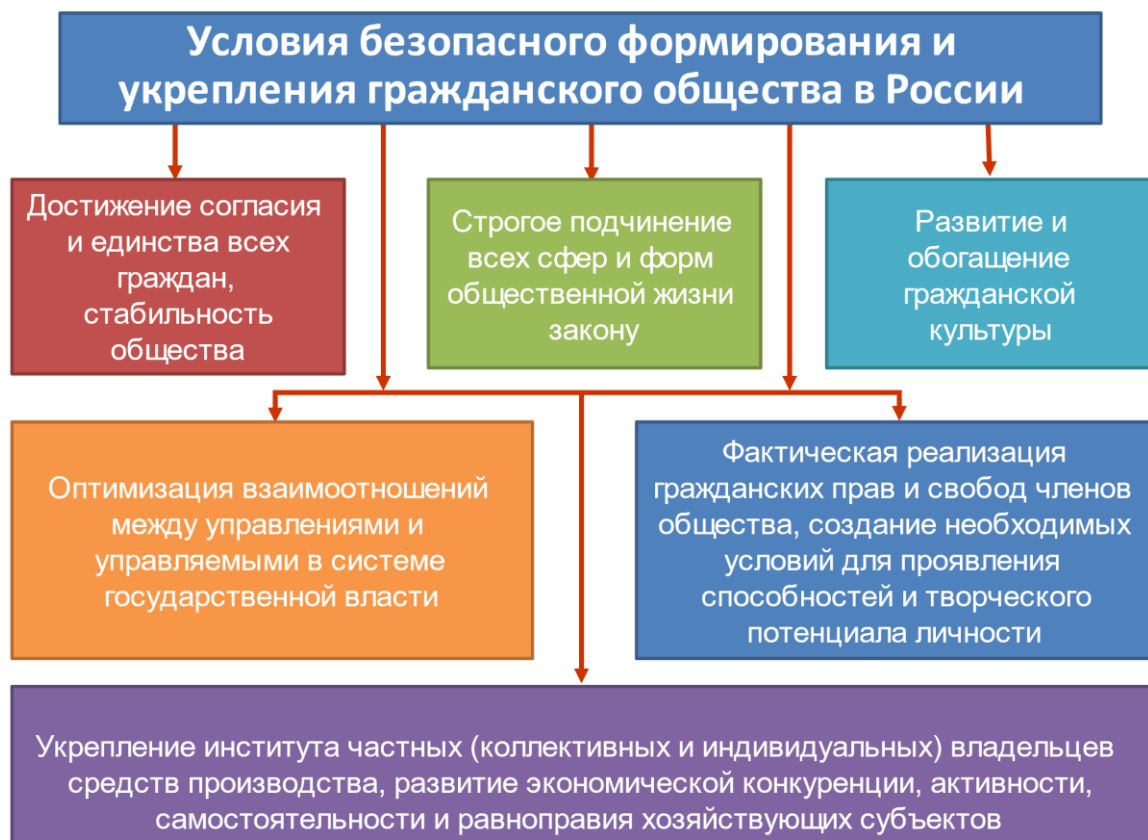 Условия безопасного формирования и
укрепления гражданского общества в России
Достижение согласия
и единства всех
граждан,
стабильность
общества
Строгое подчинение
всех сфер и форм
общественной жизни
закону
Развитие и
обогащение
гражданской
культуры
Оптимизация взаимоотношений
между управлениями и
управляемыми в системе
государственной власти
Фактическая реализация
гражданских прав и свобод членов
общества, создание необходимых
условий для проявления
способностей и творческого
потенциала личности
Укрепление института частных (коллективных и индивидуальных) владельцев
средств производства, развитие экономической конкуренции, активности,
самостоятельности и равноправия хозяйствующих субъектов